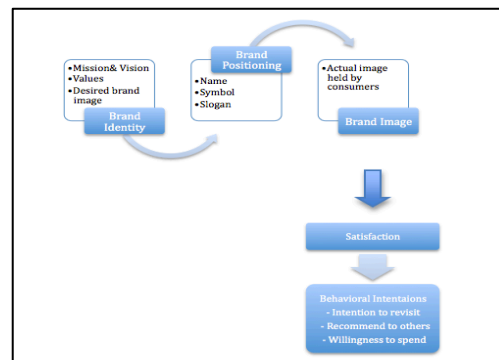 •Mission& Vision
•Values
•Desired brand
image
Brand
Identity
Brand
Positioning
•Name
•Symbol
•Slogan
•Actual image
held by
consumers
Brand Image
Satisfaction
Behavioral Intentaions
- Intention to revisit
- Recommend to others
- Willingness to spend